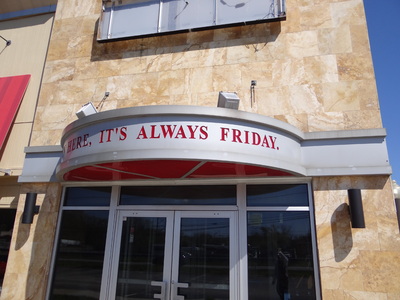 HERE, IT'S ALWAYS FRIDAY.